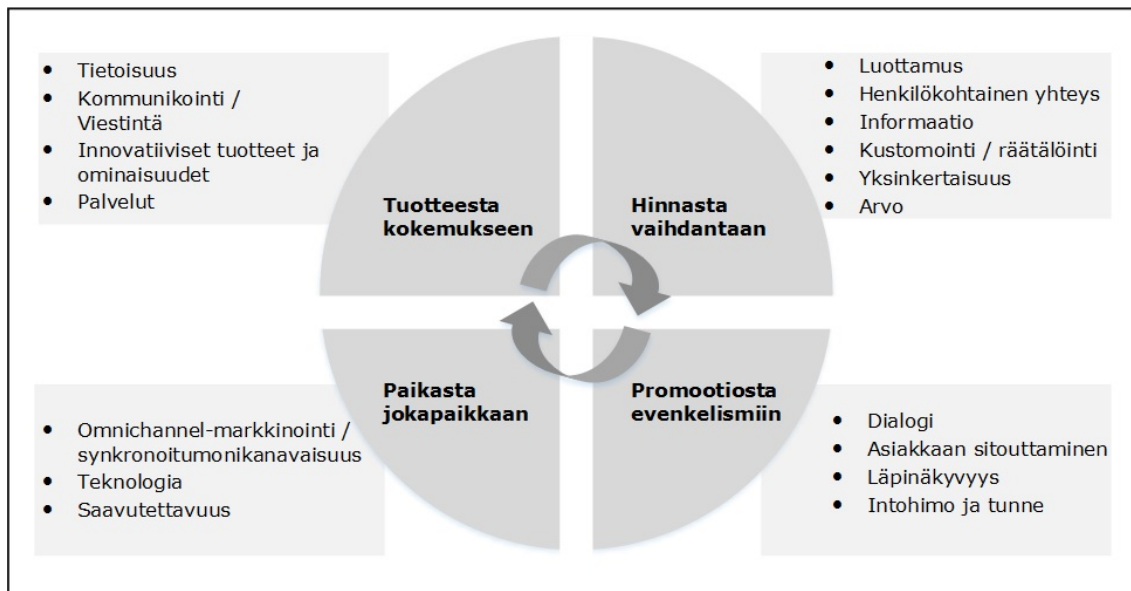 • Tietoisuus
• Kommunikointi /
Viestintä
• Innovatiiviset tuotteet ja
ominaisuudet
• Palvelut
Tuotteesta
kokemukseen
Hinnasta
vaihdantaan
• Luottamus
• Henkilökohtainen yhteys
• Informaatio
• Kustomointi / räätälöinti
• Yksinkertaisuus
• Arvo
• Omnichannel-markkinointi /
synkronoitumonikanavaisuus
• Teknologia
• Saavutettavuus
Paikasta
jokapaikkaan
Promootiosta
evenkelismiin
• Dialogi
• Asiakkaan sitouttaminen
• Läpinäkyvyys
• Intohimo ja tunne